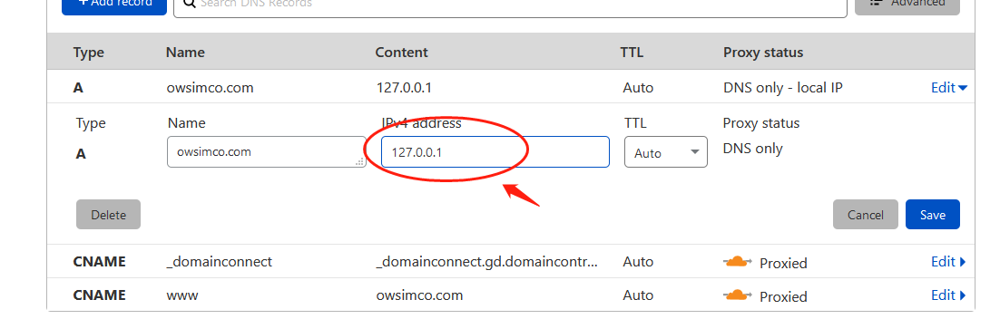 + Add record Search DNS Records Advanced
Type Name Content TTL Proxy status
A owsimco.com 127.0.0.1 Auto DNS only - local IP Edit
Type Name IPv4 address TTL Proxy status
A owsimco.com 127.0.0.1 Auto DNS only
Delete Cancel Save
CNAME _domainconnect _domainconnect.gd.domaincontr... Auto Proxied Edit
CNAME www owsimco.com Auto Proxied Edit